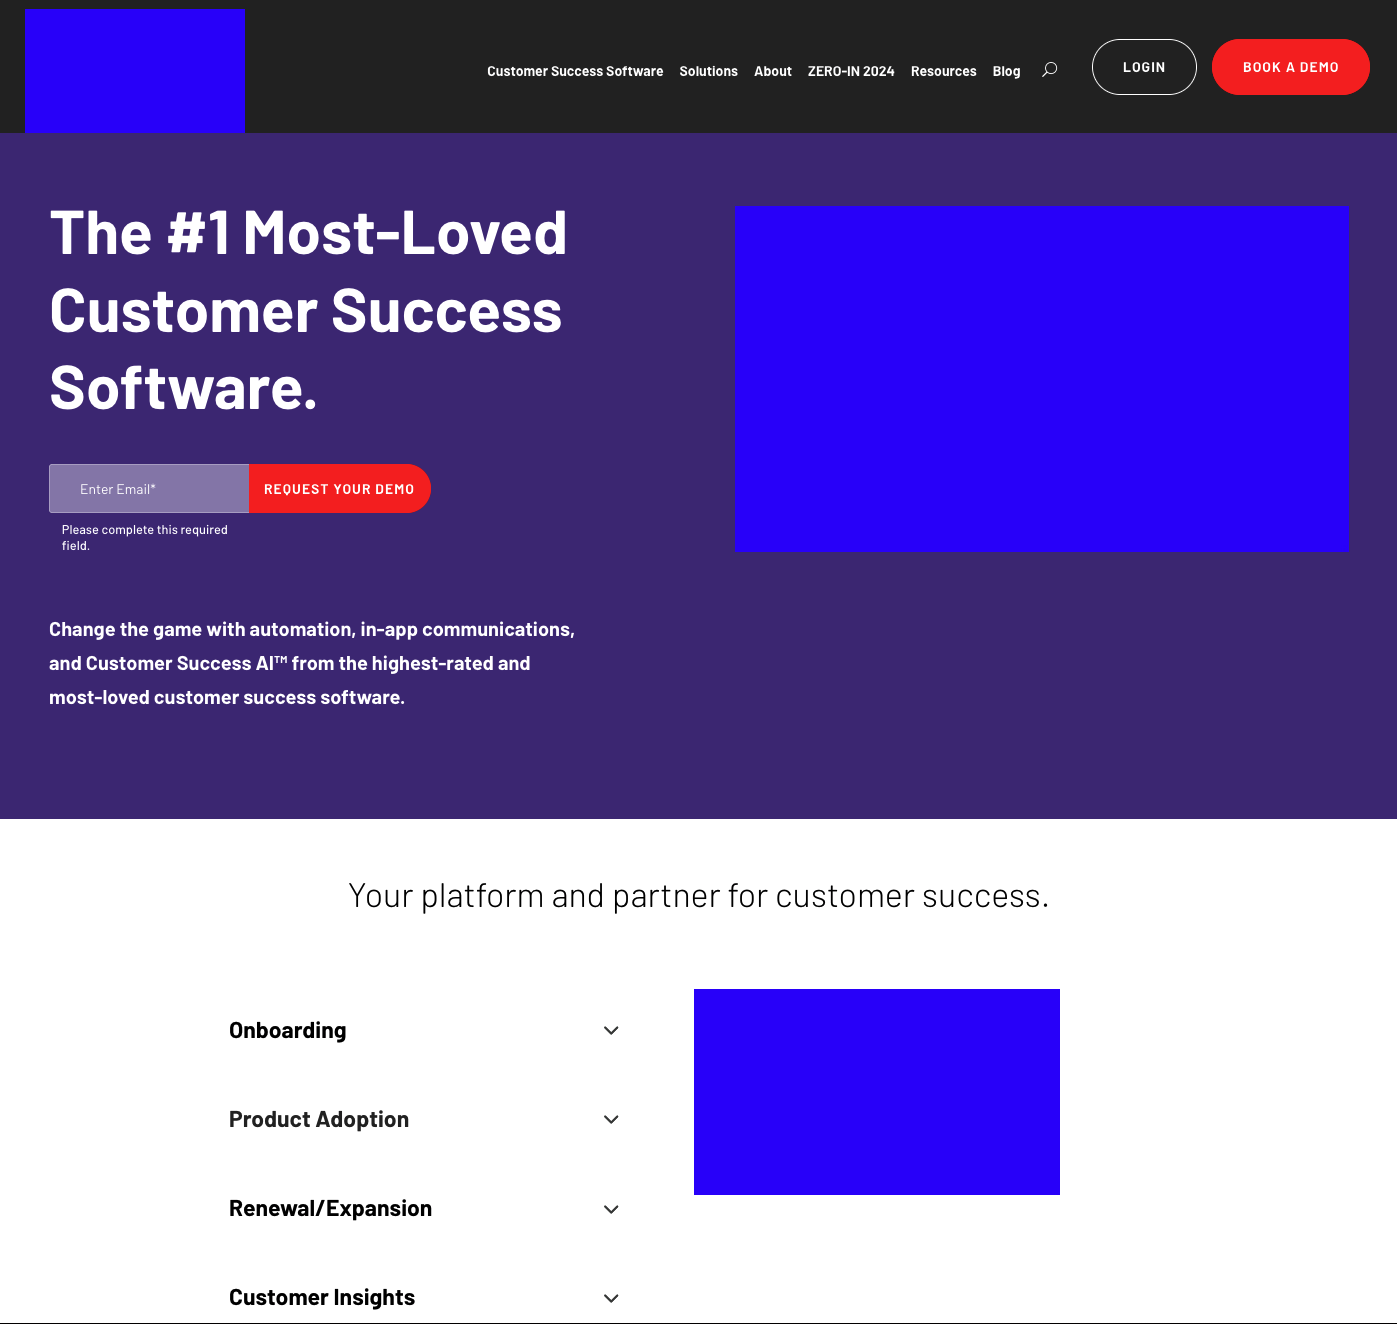 Customer Success Software Solutions About ZERO-IN 2024 Resources Blog LOGIN BOOK A DEMO
The #1 Most-Loved
Customer Success
Software.
Enter Email* REQUEST YOUR DEMO
Please complete this required
field.
Change the game with automation, in-app communications,
and Customer Success AI™ from the highest-rated and
most-loved customer success software.
Your platform and partner for customer success.
Onboarding
Product Adoption
Renewal/Expansion
Customer Insights